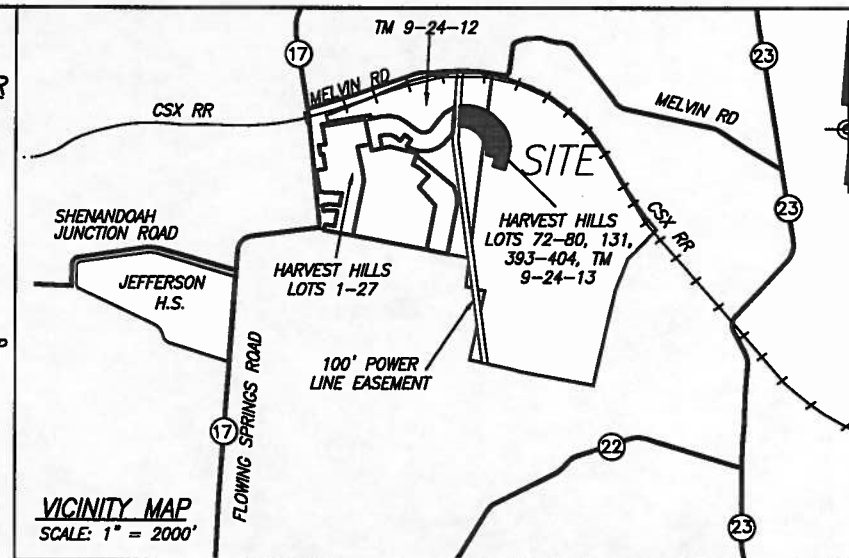 TM 9-24-12
17
23
MELVIN RD
CSX RR
MELVIN RD
SITE
23
SHENANDOAH
JUNCTION ROAD
HARVEST HILLS
LOTS 72-80, 131,
393-404, TM
9-24-13
CSX RR
JEFFERSON
H.S.
HARVEST HILLS
LOTS 1-27
100' POWER
LINE EASEMENT
FLOWING SPRINGS ROAD
17
22
VICINITY MAP
SCALE: 1" = 2000'
23